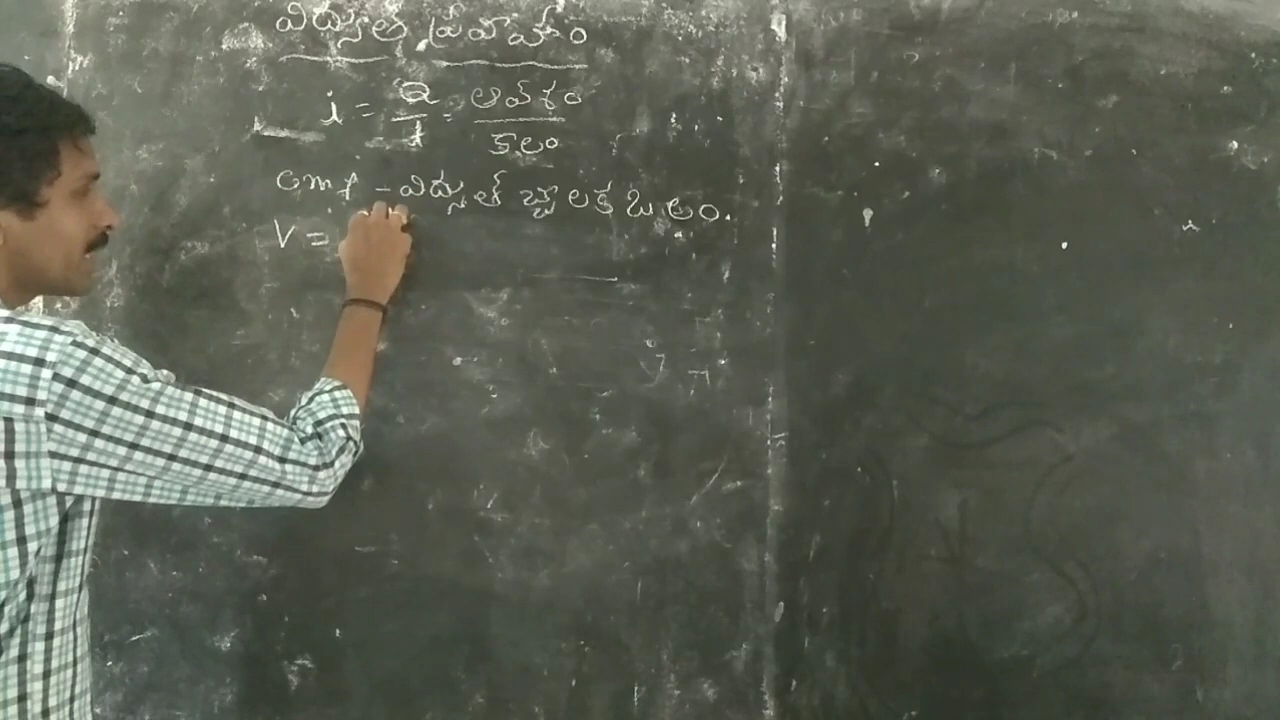 విద్యుత్ ప్రవాహం
i = Q/t = ఆవేశం/కాలం
emf - విద్యుత్ చ్చాలక బలం.
V =